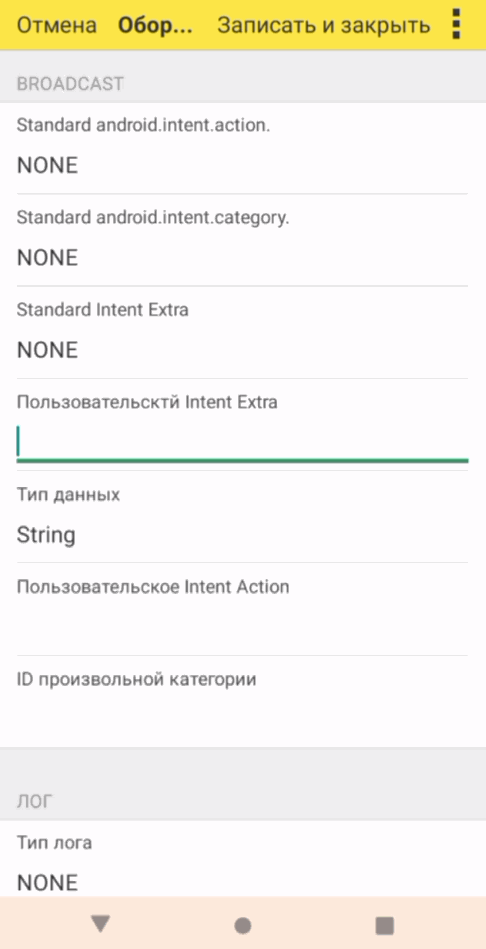 Отмена Обор... Записать и закрыть
BROADCAST
Standard android.intent.action.
NONE
Standard android.intent.category.
NONE
Standard Intent Extra
NONE
Пользовательсктй Intent Extra
Тип данных
String
Пользовательское Intent Action
ID произвольной категории
ЛОГ
Тип лога
NONE